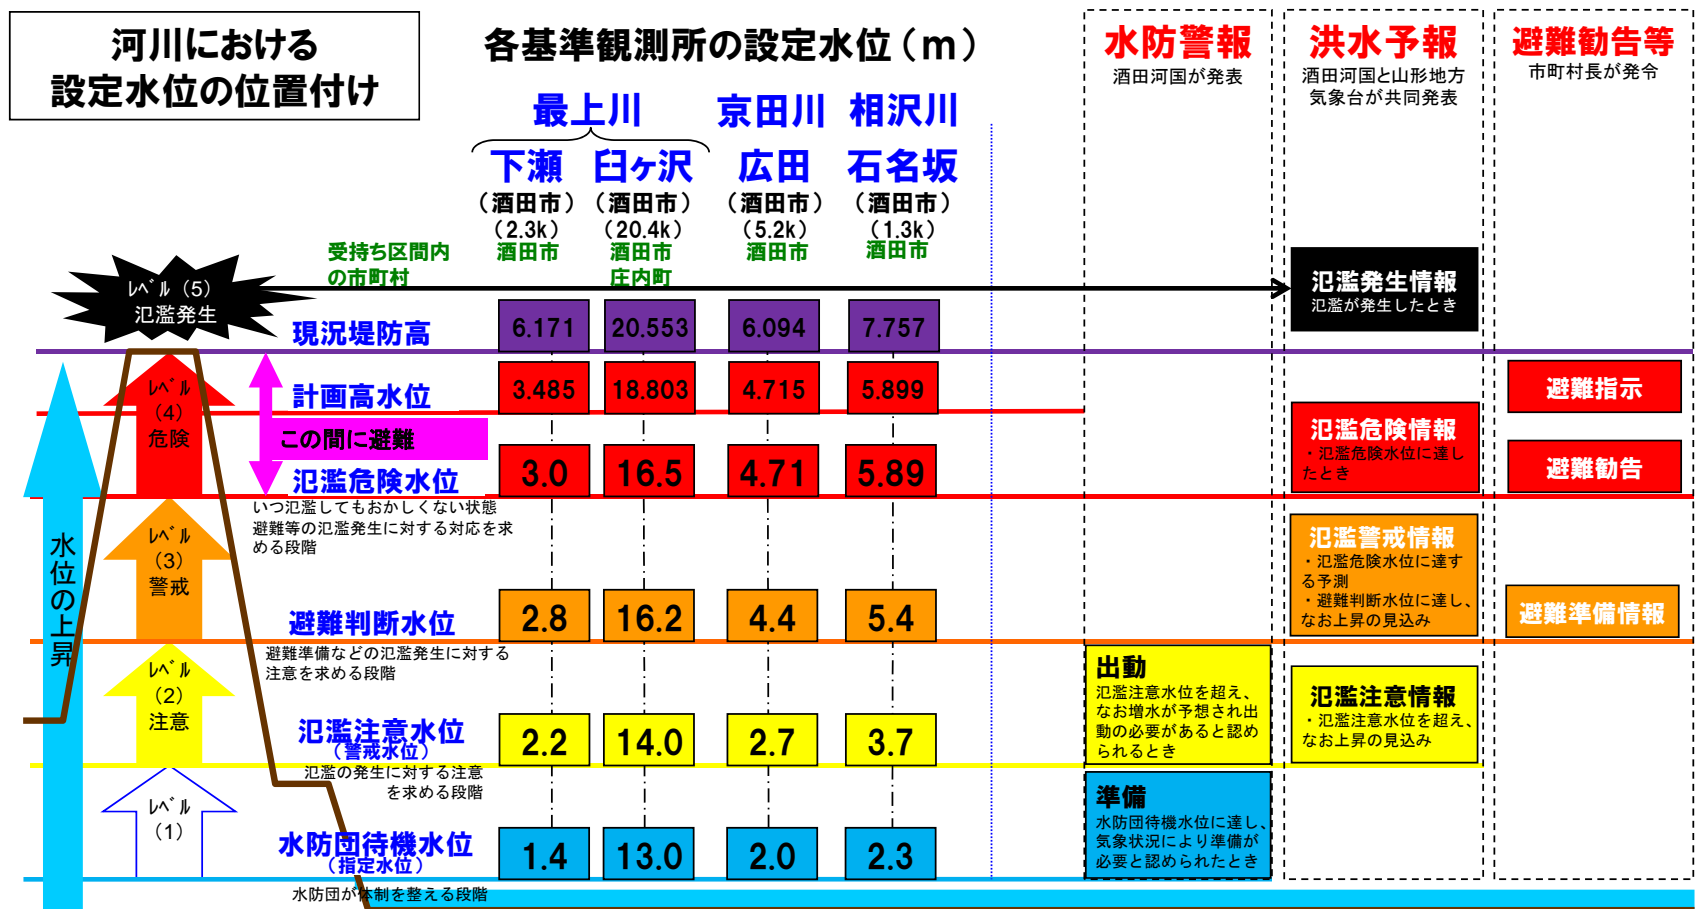 河川における
設定水位の位置付け
各基準観測所の設定水位（ｍ）
水防警報
酒田河国が発表
洪水予報
酒田河国と山形地方
気象台が共同発表
避難勧告等
市町村長が発令
最上川 京田川 相沢川
下瀬 臼ヶ沢 広田 石名坂
（酒田市） （酒田市） （酒田市） （酒田市）
（2.3k） （20.4k） （5.2k） （1.3k）
受持ち区間内
の市町村
酒田市 酒田市 酒田市 酒田市
庄内町
ﾚﾍﾞﾙ（5）
氾濫発生
氾濫発生情報
氾濫が発生したとき
現況堤防高 6.171 20.553 6.094 7.757
ﾚﾍﾞﾙ
（4）
危険
計画高水位 3.485 18.803 4.715 5.899
避難指示
この間に避難
氾濫危険水位 3.0 16.5 4.71 5.89
氾濫危険情報
・氾濫危険水位に達し
たとき
避難勧告
いつ氾濫してもおかしくない状態
避難等の氾濫発生に対する対応を求
める段階
水位の上昇
ﾚﾍﾞﾙ
（3）
警戒
氾濫警戒情報
・氾濫危険水位に達す
る予測
・避難判断水位に達し、
なお上昇の見込み
避難判断水位 2.8 16.2 4.4 5.4
避難準備情報
避難準備などの氾濫発生に対する
注意を求める段階
ﾚﾍﾞﾙ
（2）
注意
出動
氾濫注意水位を超え、
なお増水が予想され出
動の必要があると認め
られるとき
氾濫注意情報
・氾濫注意水位を超え、
なお上昇の見込み
氾濫注意水位 2.2 14.0 2.7 3.7
（警戒水位）
氾濫の発生に対する注意
を求める段階
ﾚﾍﾞﾙ
（1）
準備
水防団待機水位に達し、
気象状況により準備が
必要と認められたとき
水防団待機水位 1.4 13.0 2.0 2.3
（指定水位）
水防団が体制を整える段階